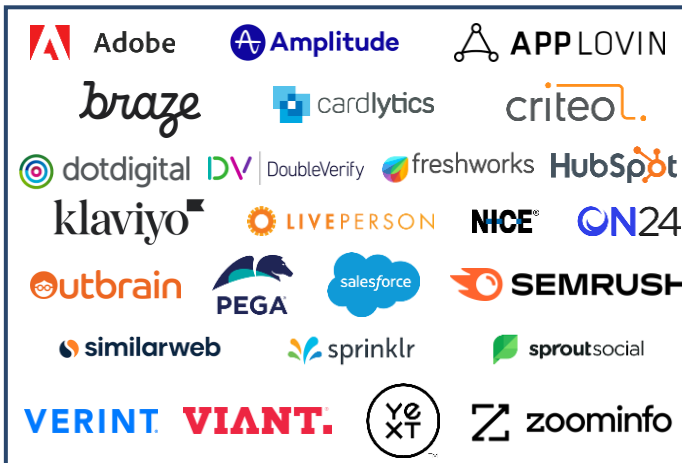 Adobe Amplitude APPLOVIN
braze cardlytics criteo
dotdigital DV DoubleVerify freshworks HubSpot
klaviyo LIVEPERSON NICE® ON24
Outbrain PEGA salesforce SEMRUSH
similarweb sprinklr sproutsocial
VERINT. VIANT. YEXT ™ zoominfo